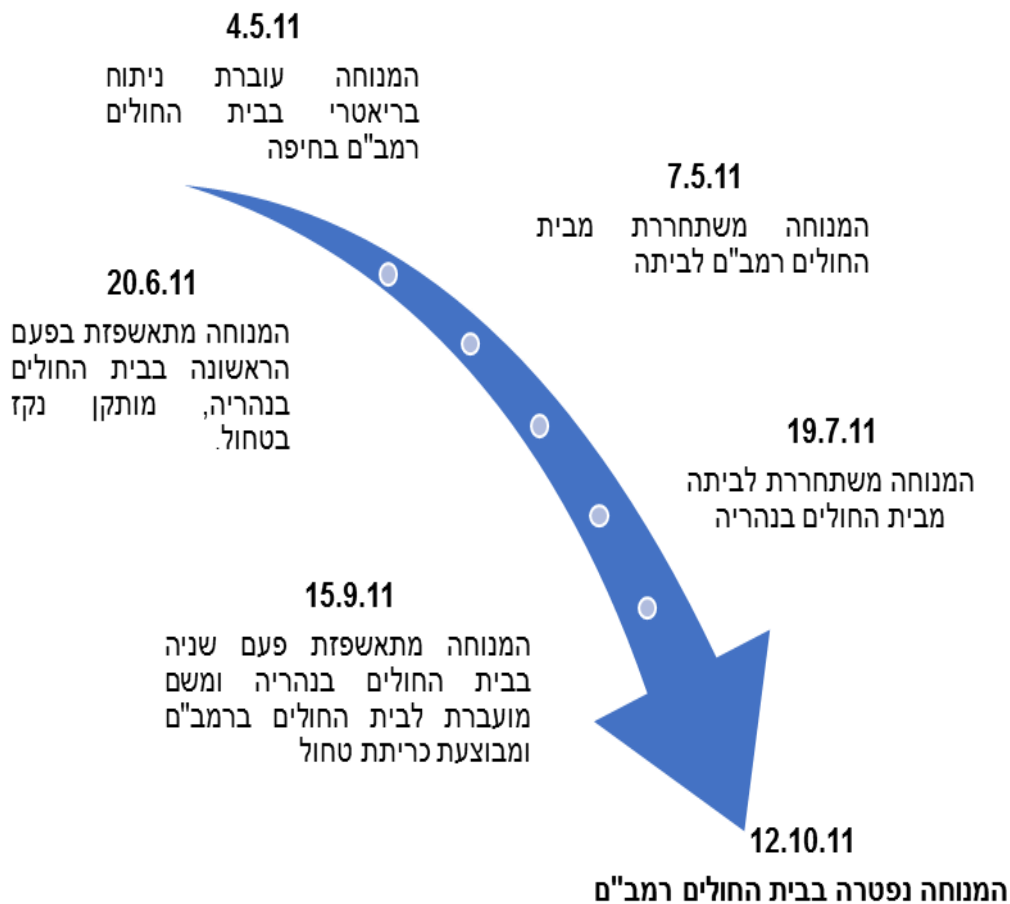 4.5.11
המנוחה עוברת ניתוח
בריאטרי בבית החולים
רמב"ם בחיפה
7.5.11
המנוחה משתחררת מבית
החולים רמב"ם לביתה
20.6.11
המנוחה מתאשפזת בפעם
הראשונה בבית החולים
בנהריה, מותקן נקז
בטחול.
19.7.11
המנוחה משתחררת לביתה
מבית החולים בנהריה
15.9.11
המנוחה מתאשפזת פעם שניה
בבית החולים בנהריה ומשם
מועברת לבית החולים ברמב"ם
ומבוצעת כריתת טחול
12.10.11
המנוחה נפטרה בבית החולים רמב"ם